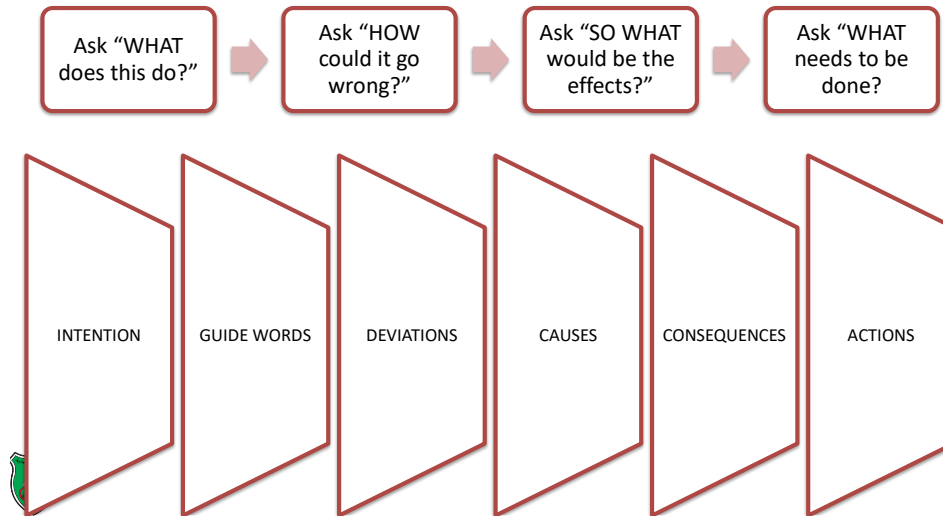 Ask “WHAT
does this do?”
Ask “HOW
could it go
wrong?”
Ask “SO WHAT
would be the
effects?”
Ask “WHAT
needs to be
done?
INTENTION
GUIDE WORDS
DEVIATIONS
CAUSES
CONSEQUENCES
ACTIONS